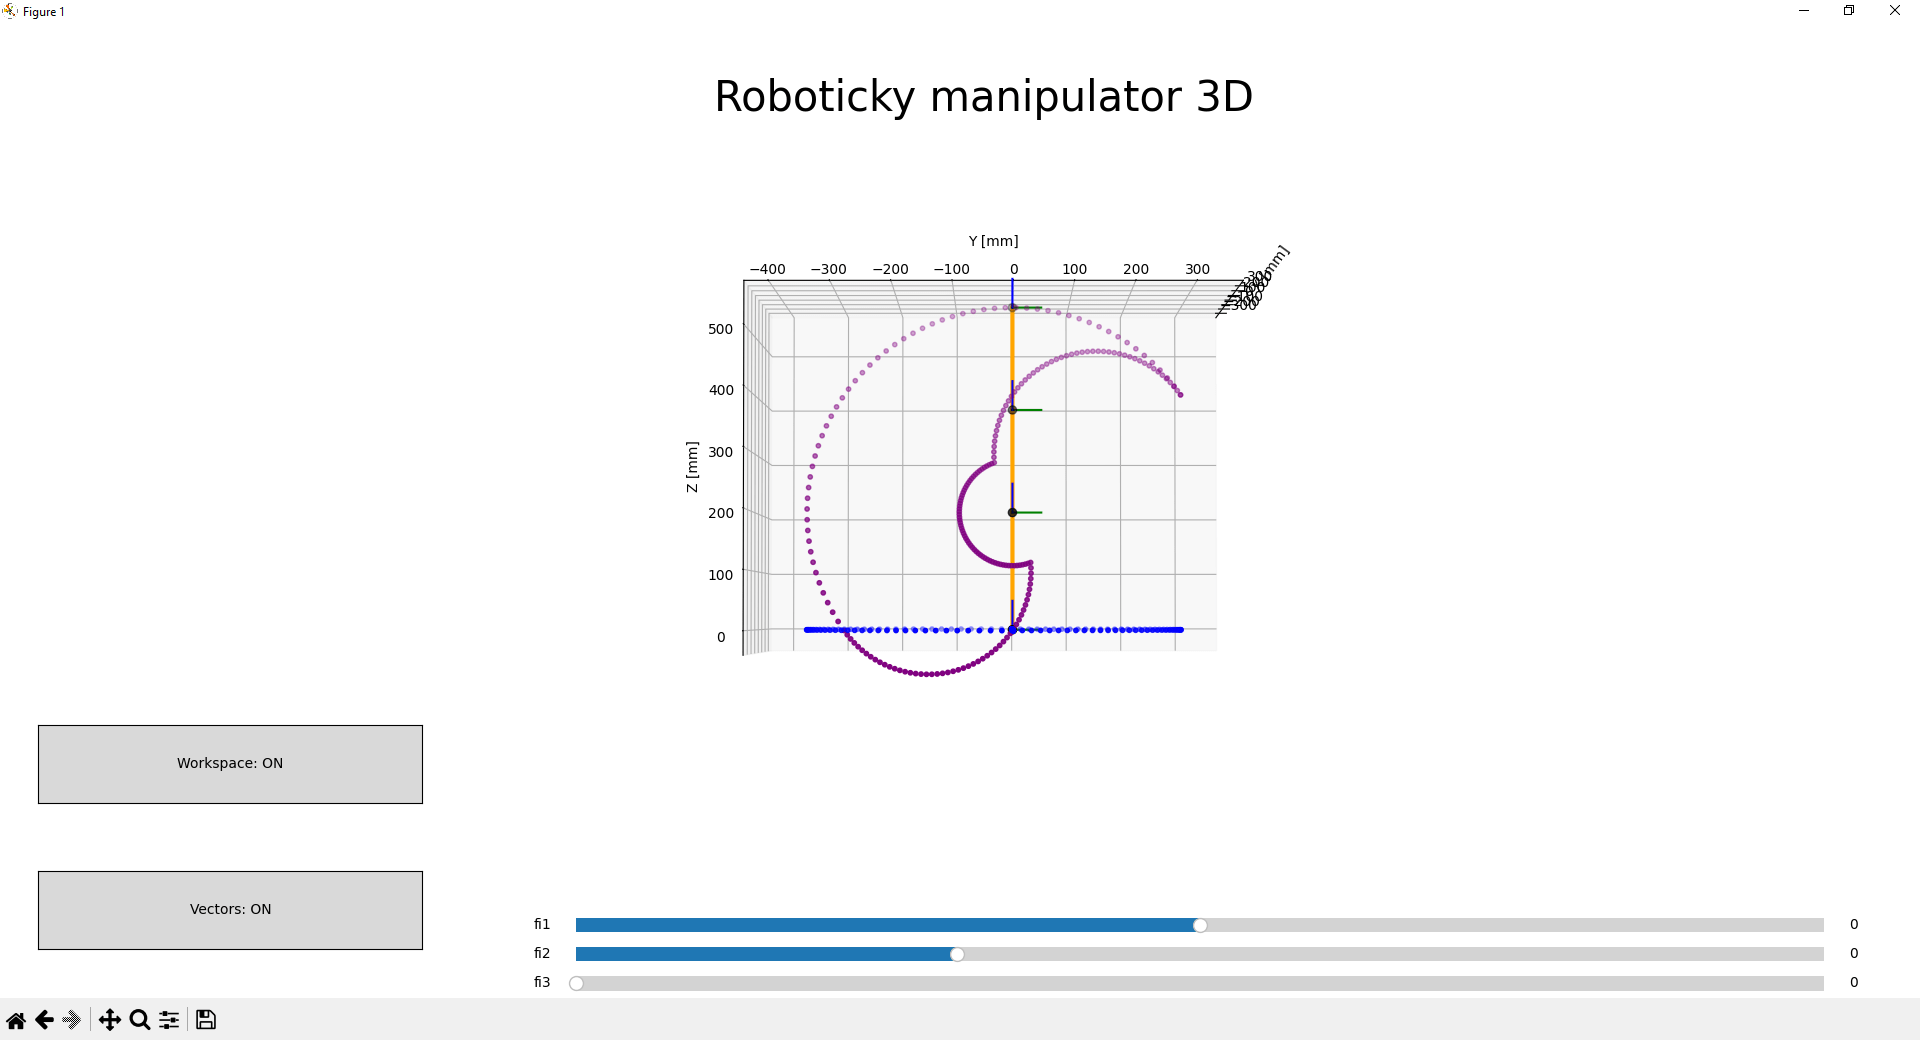 Figure 1
Roboticky manipulator 3D
Y [mm]
−400 −300 −200 −100 0 100 200 300
mm]
500
400
300
Z [mm]
200
100
0
Workspace: ON
Vectors: ON
fi1 0
fi2 0
fi3 0